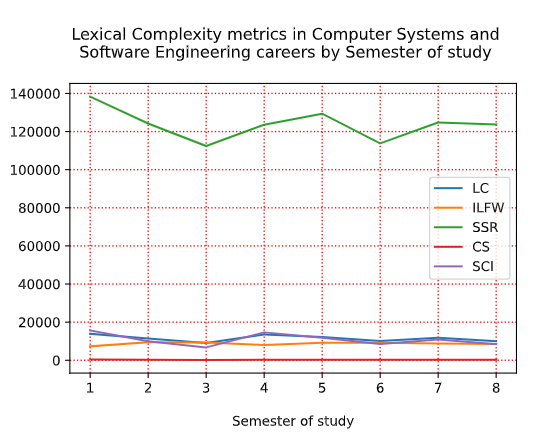 Lexical Complexity metrics in Computer Systems and
Software Engineering careers by Semester of study
140000
120000
100000
80000
60000
40000
20000
0
LC
ILFW
SSR
CS
SCI
1 2 3 4 5 6 7 8
Semester of study